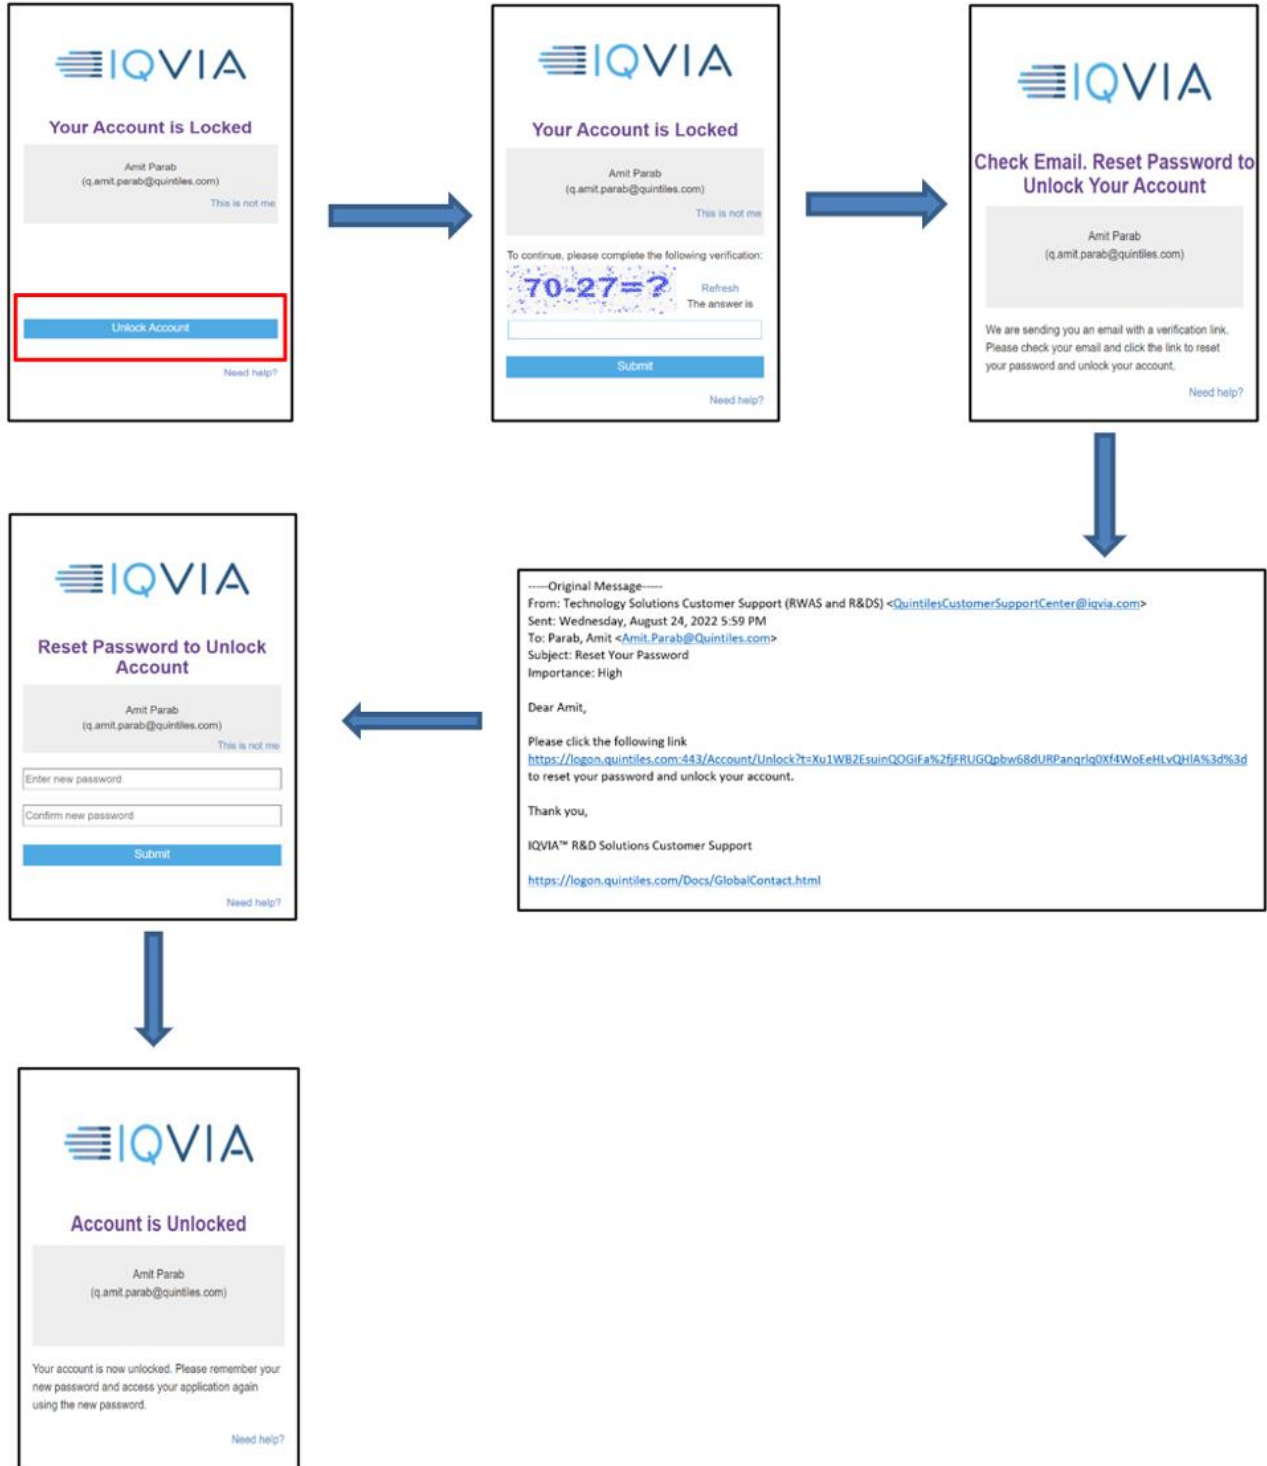 IQVIA
Your Account is Locked
Amit Parab
(q.amit.parab@quintiles.com)
This is not me
Unlock Account
Need help?
IQVIA
Your Account is Locked
Amit Parab
(q.amit.parab@quintiles.com)
This is not me
To continue, please complete the following verification:
70-27=?
Refresh
The answer is
Submit
Need help?
IQVIA
Check Email. Reset Password to
Unlock Your Account
Amit Parab
(q.amit.parab@quintiles.com)
We are sending you an email with a verification link.
Please check your email and click the link to reset
your password and unlock your account.
Need help?
-----Original Message-----
From: Technology Solutions Customer Support (RWAS and R&DS) <QuintilesCustomerSupportCenter@iqvia.com>
Sent: Wednesday, August 24, 2022 5:59 PM
To: Parab, Amit <Amit.Parab@Quintiles.com>
Subject: Reset Your Password
Importance: High
Dear Amit,
Please click the following link
https://logon.quintiles.com:443/Account/Unlock?t=Xu1WB2EsuinQOGiFa%2fjFRUGQpbw68dURPanqrlq0Xf4WoEeHLvQHlA%3d%3d
to reset your password and unlock your account.
Thank you,
IQVIA™ R&D Solutions Customer Support
https://logon.quintiles.com/Docs/GlobalContact.html
IQVIA
Reset Password to Unlock
Account
Amit Parab
(q.amit.parab@quintiles.com)
This is not me
Enter new password
Confirm new password
Submit
Need help?
IQVIA
Account is Unlocked
Amit Parab
(q.amit.parab@quintiles.com)
Your account is now unlocked. Please remember your
new password and access your application again
using the new password.
Need help?